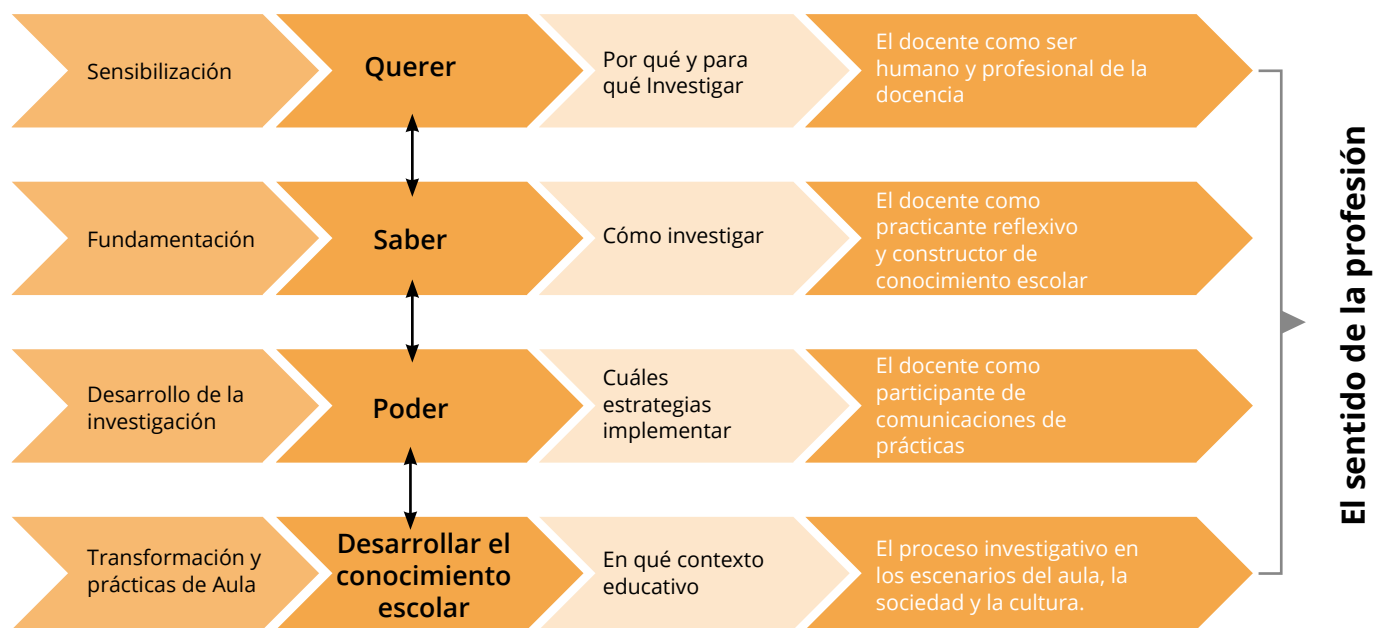 Sensibilización
Querer
Por qué y para
qué Investigar
El docente como ser
humano y profesional de la
docencia
Fundamentación
Saber
Cómo investigar
El docente como
practicante reflexivo
y constructor de
conocimiento escolar
Desarrollo de la
investigación
Poder
Cuáles
estrategias
implementar
El docente como
participante de
comunicaciones de
prácticas
Transformación y
prácticas de Aula
Desarrollar el
conocimiento
escolar
En qué contexto
educativo
El proceso investigativo en
los escenarios del aula, la
sociedad y la cultura.
El sentido de la profesión